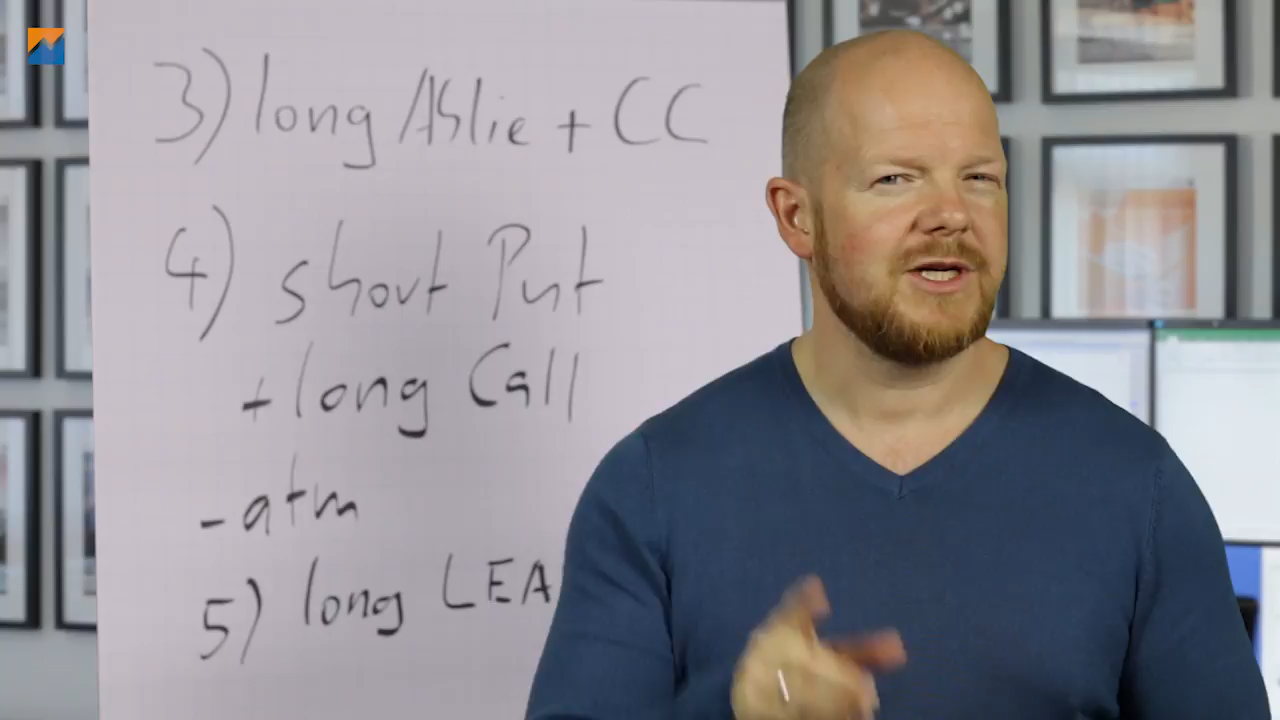 3) long Aktie + CC
4) short Put
+ long Call
- atm
5) long LEA